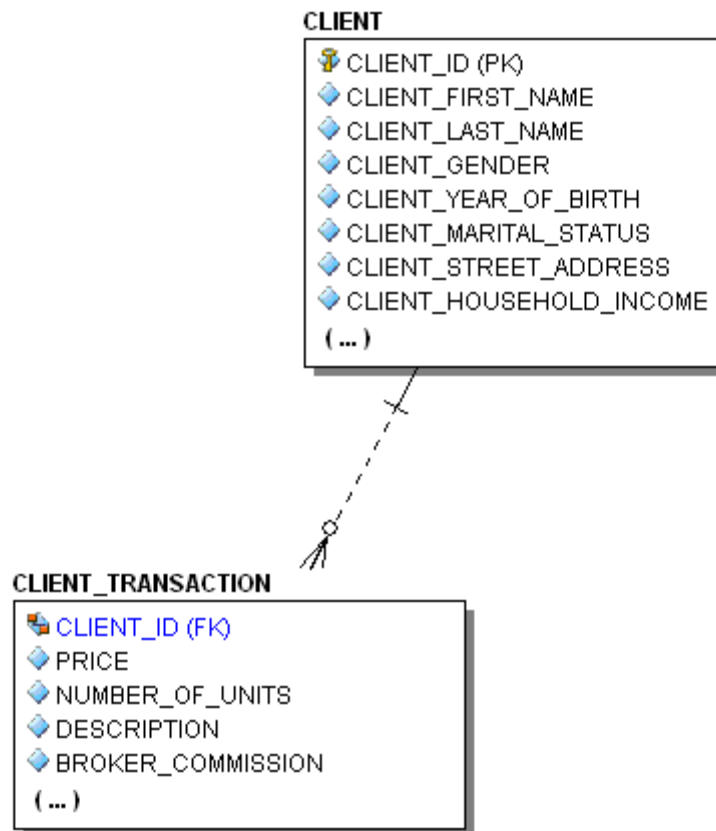 CLIENT
CLIENT_ID (PK)
CLIENT_FIRST_NAME
CLIENT_LAST_NAME
CLIENT_GENDER
CLIENT_YEAR_OF_BIRTH
CLIENT_MARITAL_STATUS
CLIENT_STREET_ADDRESS
CLIENT_HOUSEHOLD_INCOME
(...)
CLIENT_TRANSACTION
CLIENT_ID (FK)
PRICE
NUMBER_OF_UNITS
DESCRIPTION
BROKER_COMMISSION
(...)